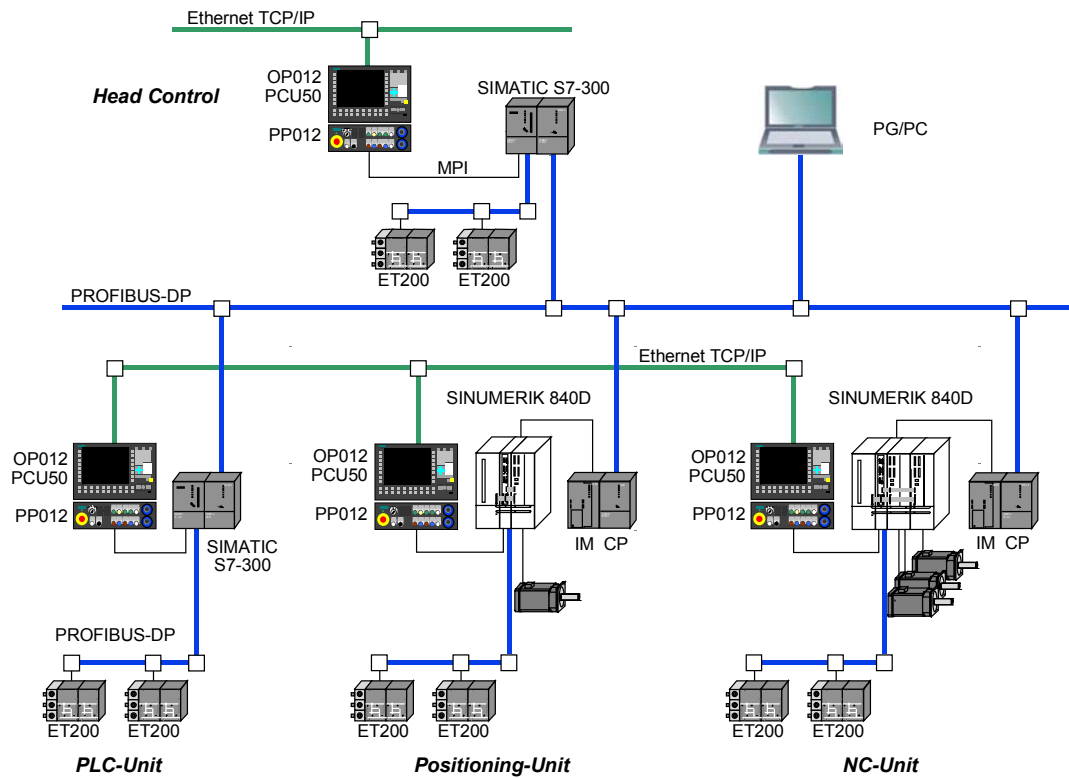 Ethernet TCP/IP
Head Control
OP012
PCU50
PP012
SIMATIC S7-300
PG/PC
MPI
ET200
ET200
PROFIBUS-DP
Ethernet TCP/IP
SINUMERIK 840D
SINUMERIK 840D
OP012
PCU50
PP012
OP012
PCU50
PP012
OP012
PCU50
PP012
IM CP
IM CP
SIMATIC
S7-300
PROFIBUS-DP
ET200
ET200
ET200
ET200
ET200
ET200
PLC-Unit
Positioning-Unit
NC-Unit